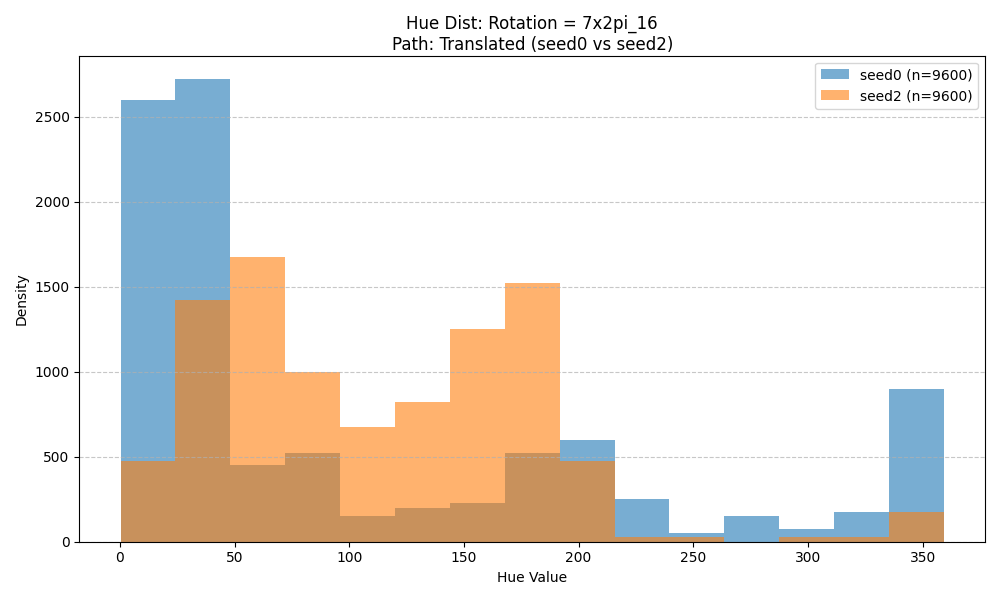 Hue Dist: Rotation = 7x2pi_16
Path: Translated (seed0 vs seed2)
seed0 (n=9600)
seed2 (n=9600)
Density
2500
2000
1500
1000
500
0
0 50 100 150 200 250 300 350
Hue Value